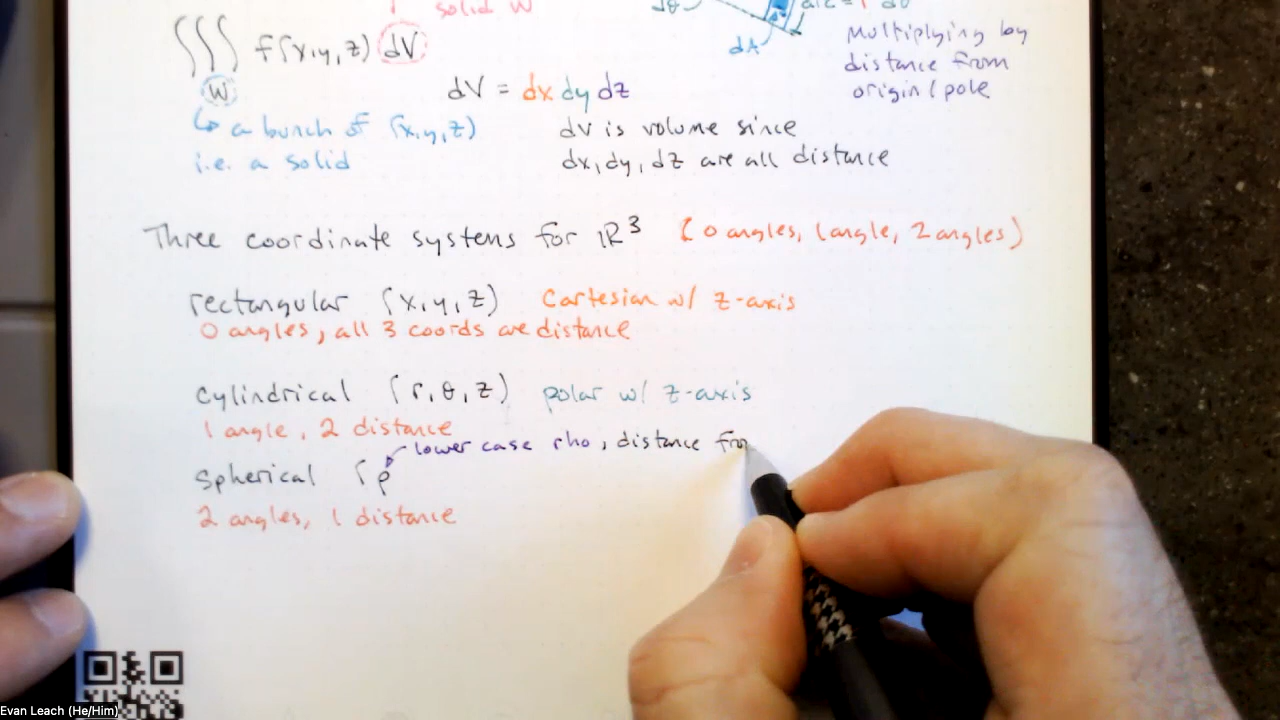 solid W
dθ
∭ f(x,y,z) dV
W
dA
Multiplying by
distance from
origin/pole
dV = dx dy dz
↳ a bunch of (x,y,z)
i.e. a solid
dV is volume since
dx, dy, dz are all distance
Three coordinate systems for ℝ³ (0 angles, 1 angle, 2 angles)
rectangular (x,y,z) Cartesian w/ z-axis
0 angles, all 3 coords are distance
Cylindrical (r,θ,z) polar w/ z-axis
1 angle, 2 distance
lower case rho, distance fro
Spherical (ρ
2 angles, 1 distance
Evan Leach (He/Him)